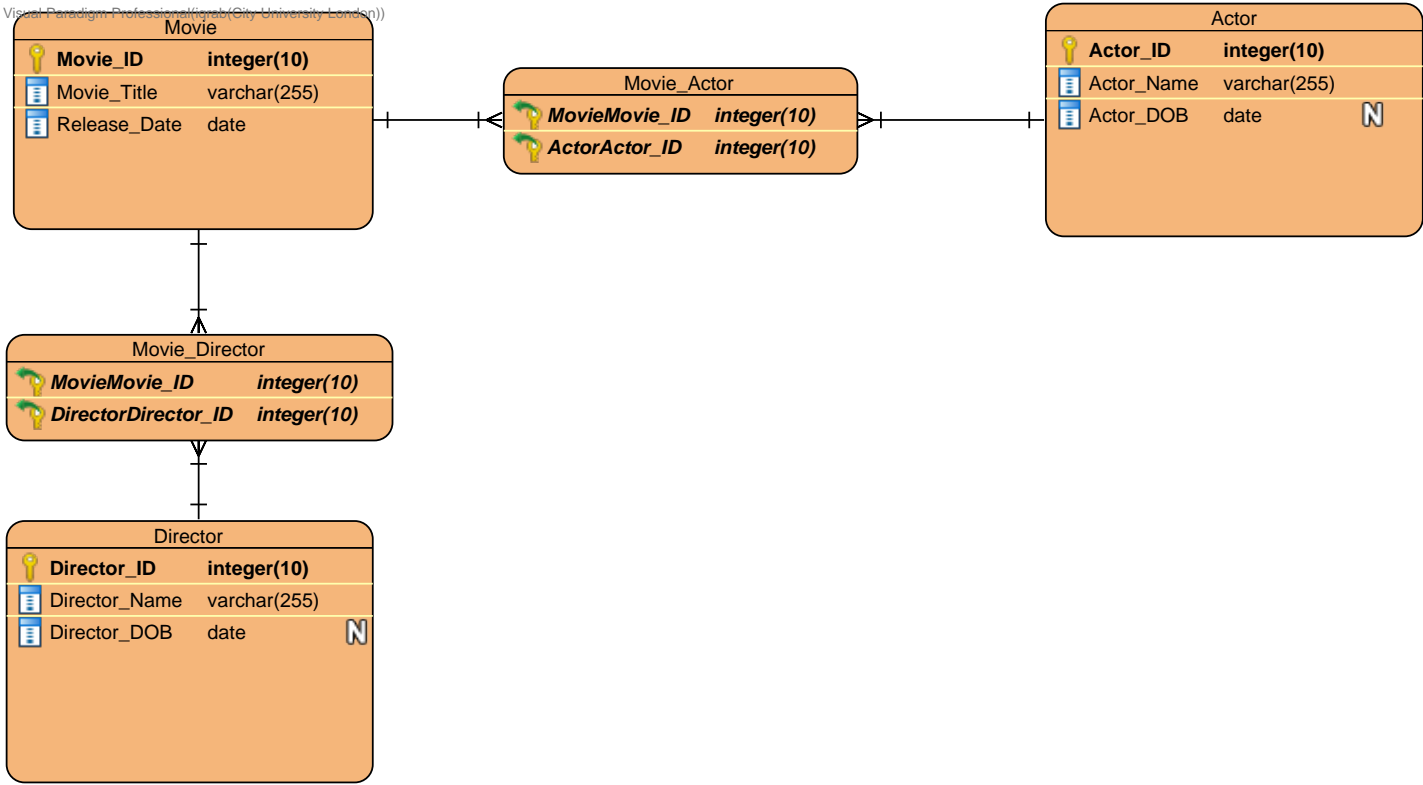 Visual Paradigm Professional(iqrab(City University London))
Movie
Movie_ID integer(10)
Movie_Title varchar(255)
Release_Date date
Movie_Actor
MovieMovie_ID integer(10)
ActorActor_ID integer(10)
Actor
Actor_ID integer(10)
Actor_Name varchar(255)
Actor_DOB date N
Movie_Director
MovieMovie_ID integer(10)
DirectorDirector_ID integer(10)
Director
Director_ID integer(10)
Director_Name varchar(255)
Director_DOB date N